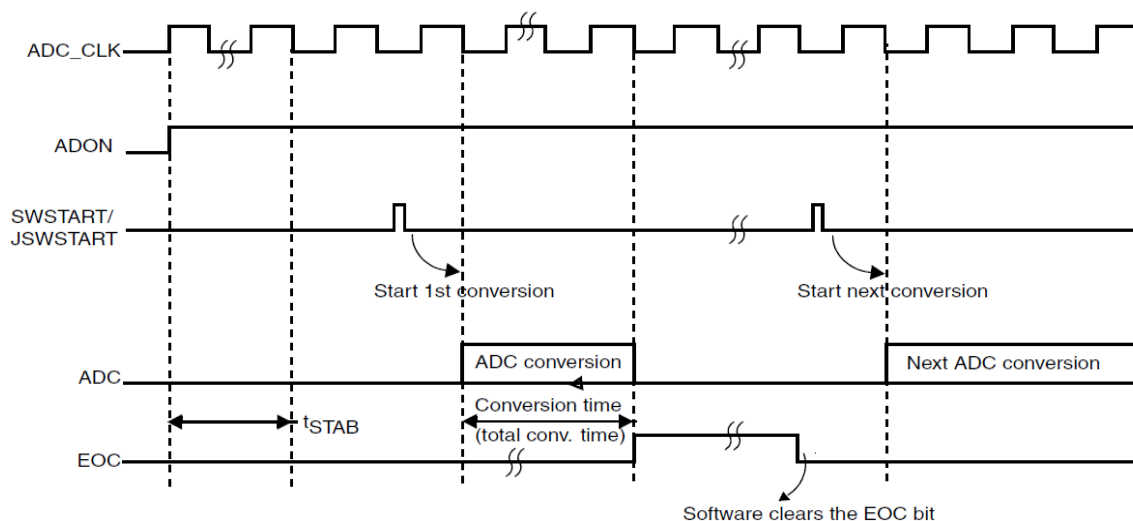 ADC_CLK
ADON
SWSTART/
JSWSTART
Start 1st conversion
Start next conversion
ADC conversion
Next ADC conversion
ADC
Conversion time
tSTAB
(total conv. time)
EOC
Software clears the EOC bit